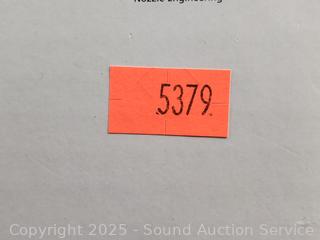 Nozzle Engineering
5379
Copyright 2025 - Sound Auction Service